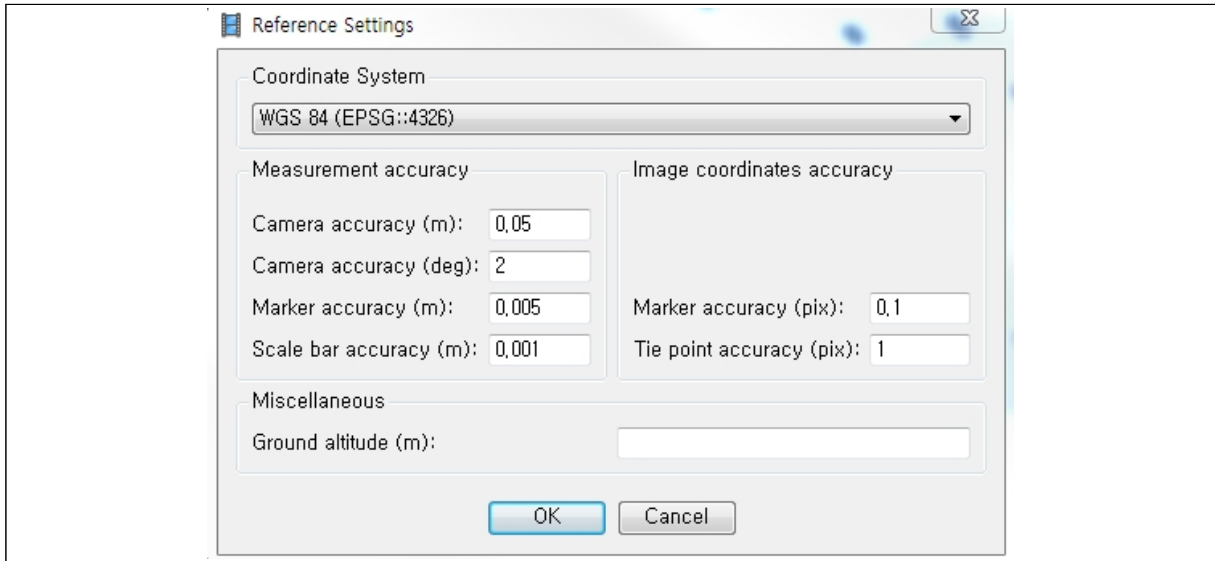 Reference Settings
Coordinate System
WGS 84 (EPSG::4326)
Measurement accuracy
Camera accuracy (m): 0,05
Camera accuracy (deg): 2
Marker accuracy (m): 0,005
Scale bar accuracy (m): 0,001
Image coordinates accuracy
Marker accuracy (pix): 0,1
Tie point accuracy (pix): 1
Miscellaneous
Ground altitude (m):
OK Cancel